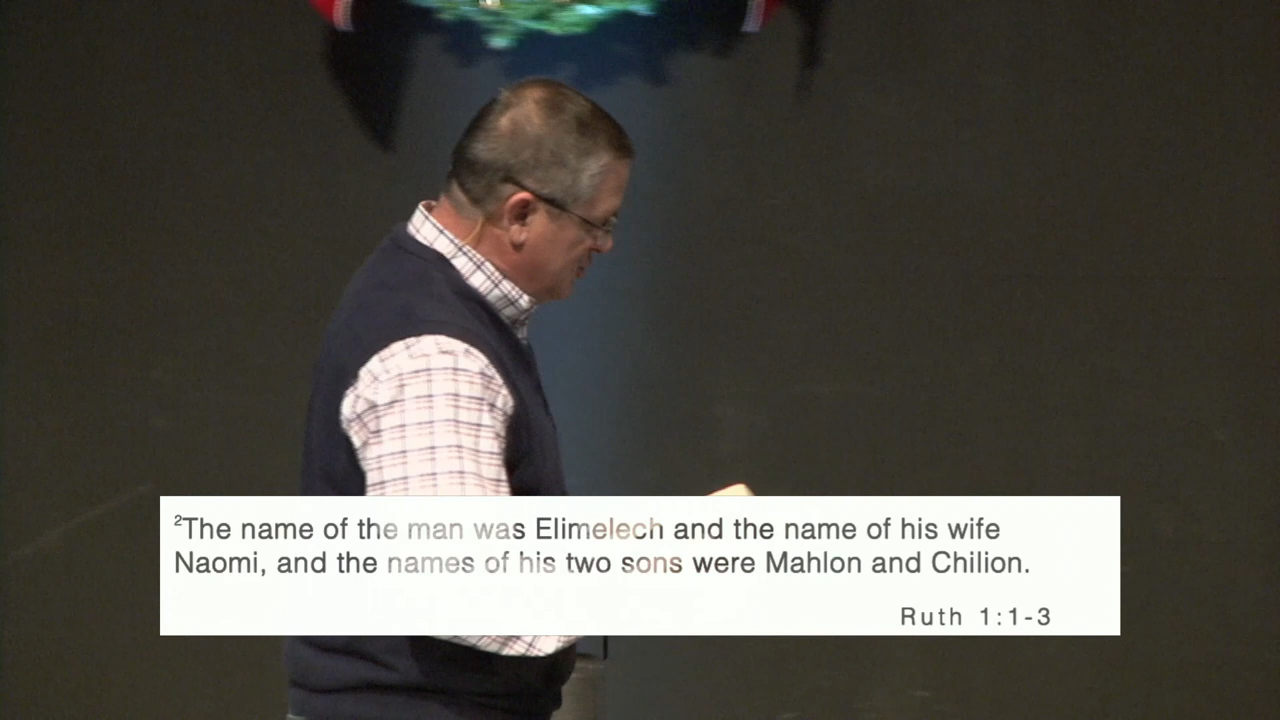 ²The name of the man was Elimelech and the name of his wife
Naomi, and the names of his two sons were Mahlon and Chilion.
Ruth 1:1-3